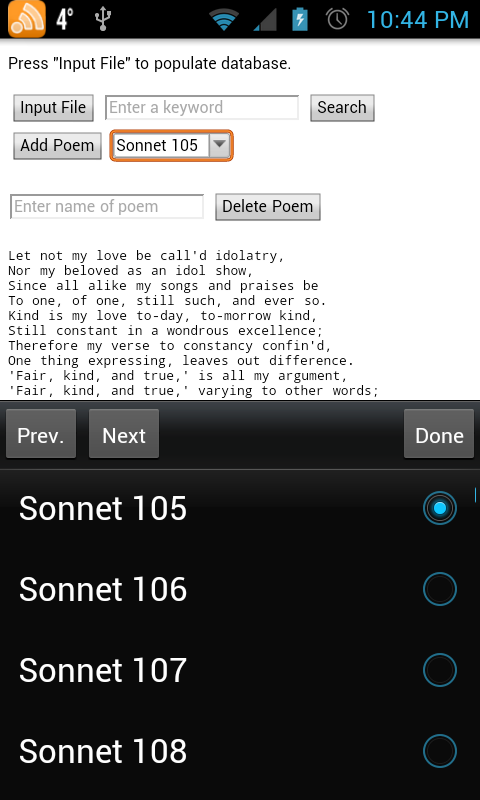 4° 10:44 PM
Press "Input File" to populate database.
Input File Enter a keyword Search
Add Poem Sonnet 105
Enter name of poem Delete Poem
Let not my love be call'd idolatry,
Nor my beloved as an idol show,
Since all alike my songs and praises be
To one, of one, still such, and ever so.
Kind is my love to-day, to-morrow kind,
Still constant in a wondrous excellence;
Therefore my verse to constancy confin'd,
One thing expressing, leaves out difference.
'Fair, kind, and true,' is all my argument,
'Fair, kind, and true,' varying to other words;
Prev. Next Done
Sonnet 105
Sonnet 106
Sonnet 107
Sonnet 108